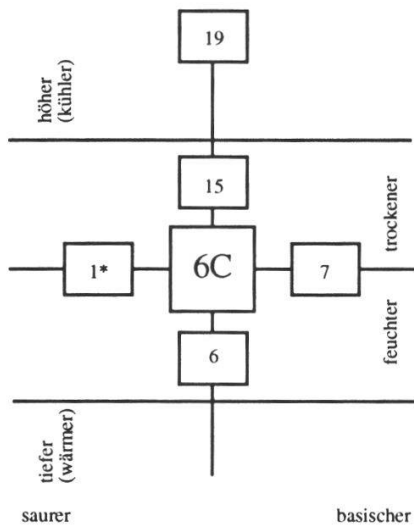 19
höher
(kühler)
15
trockener
1*
6C
7
feuchter
6
tiefer
(wärmer)
saurer
basischer